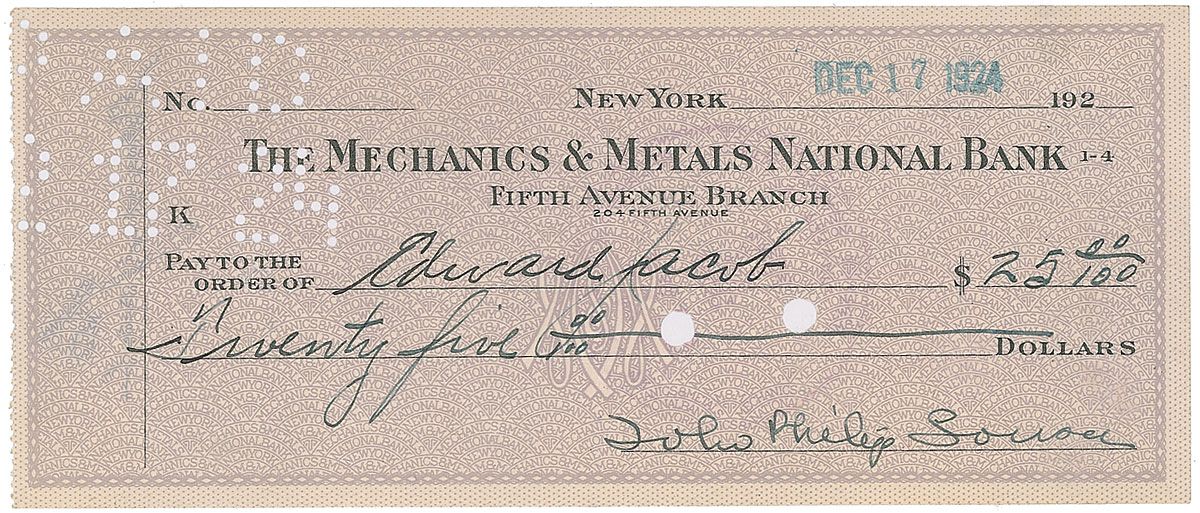 DEC 17 1924
No. NEW YORK 192
THE MECHANICS & METALS NATIONAL BANK 1-4
FIFTH AVENUE BRANCH
204 FIFTH AVENUE
K
PAY TO THE
ORDER OF Edward Jacob $ 25 00/100
Twenty five 00/100 DOLLARS
John Philip Sousa